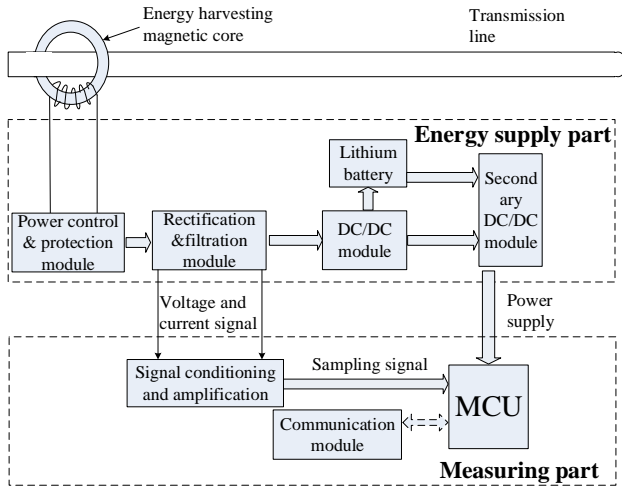 Energy harvesting
magnetic core
Transmission
line
Energy supply part
Lithium
battery
Second
ary
DC/DC
module
Power control
& protection
module
Rectification
&filtration
module
DC/DC
module
Voltage and
current signal
Power
supply
Signal conditioning
and amplification
Sampling signal
MCU
Communication
module
Measuring part